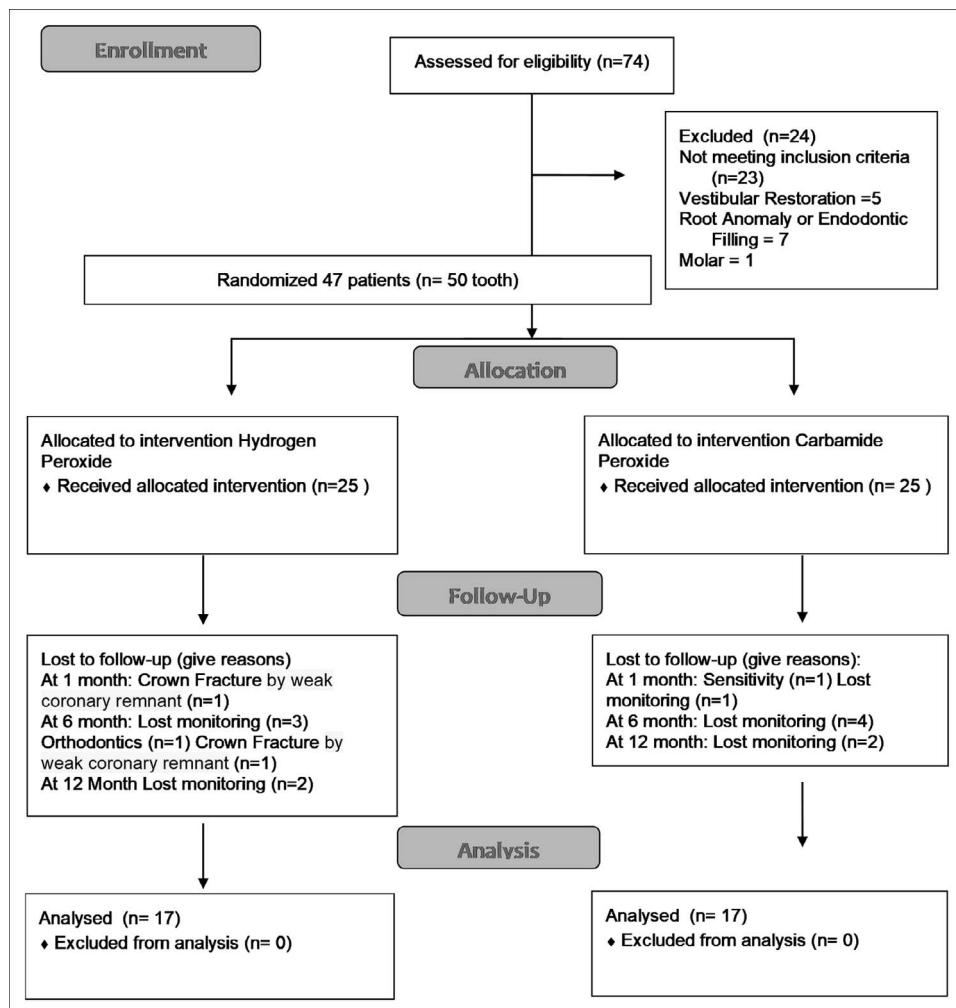 Enrollment
Assessed for eligibility (n=74)
Excluded (n=24)
Not meeting inclusion criteria
(n=23)
Vestibular Restoration =5
Root Anomaly or Endodontic
Filling = 7
Molar = 1
Randomized 47 patients (n= 50 tooth)
Allocation
Allocated to intervention Hydrogen
Peroxide
♦ Received allocated intervention (n=25 )
Allocated to intervention Carbamide
Peroxide
♦ Received allocated intervention (n= 25 )
Follow-Up
Lost to follow-up (give reasons)
At 1 month: Crown Fracture by weak
coronary remnant (n=1)
At 6 month: Lost monitoring (n=3)
Orthodontics (n=1) Crown Fracture by
weak coronary remnant (n=1)
At 12 Month Lost monitoring (n=2)
Lost to follow-up (give reasons):
At 1 month: Sensitivity (n=1) Lost
monitoring (n=1)
At 6 month: Lost monitoring (n=4)
At 12 month: Lost monitoring (n=2)
Analysis
Analysed (n= 17)
♦ Excluded from analysis (n= 0)
Analysed (n= 17)
♦ Excluded from analysis (n= 0)